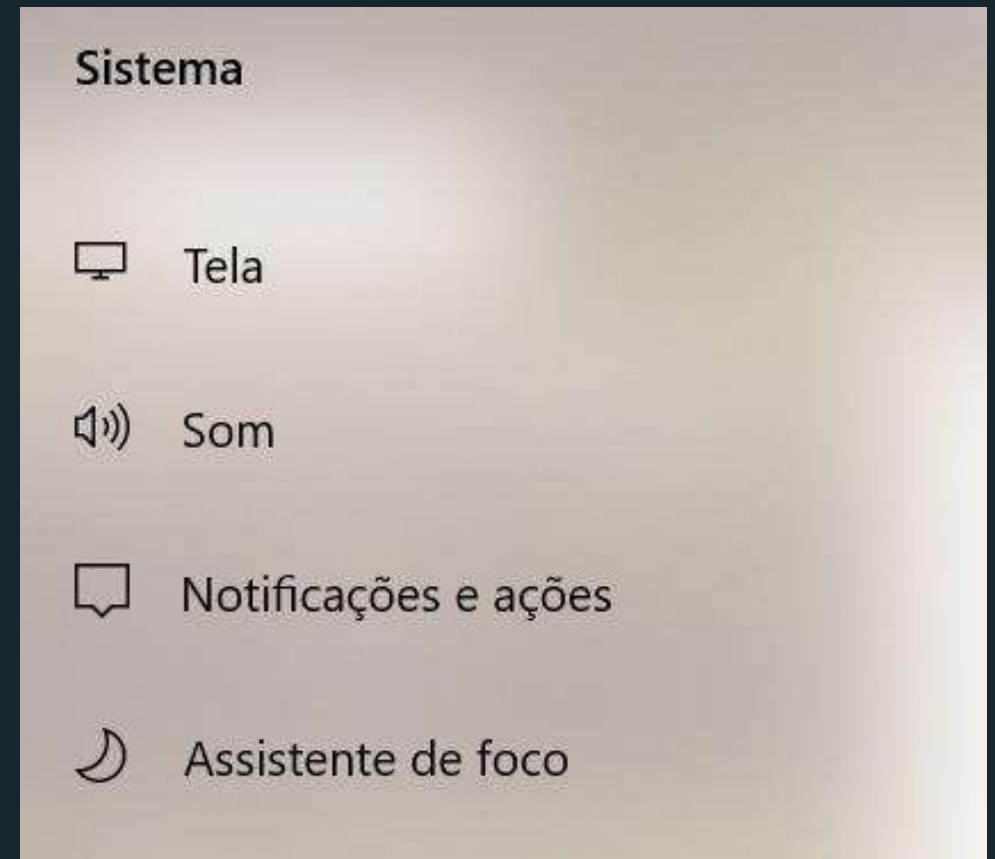 Sistema
Tela
Som
Notificações e ações
Assistente de foco